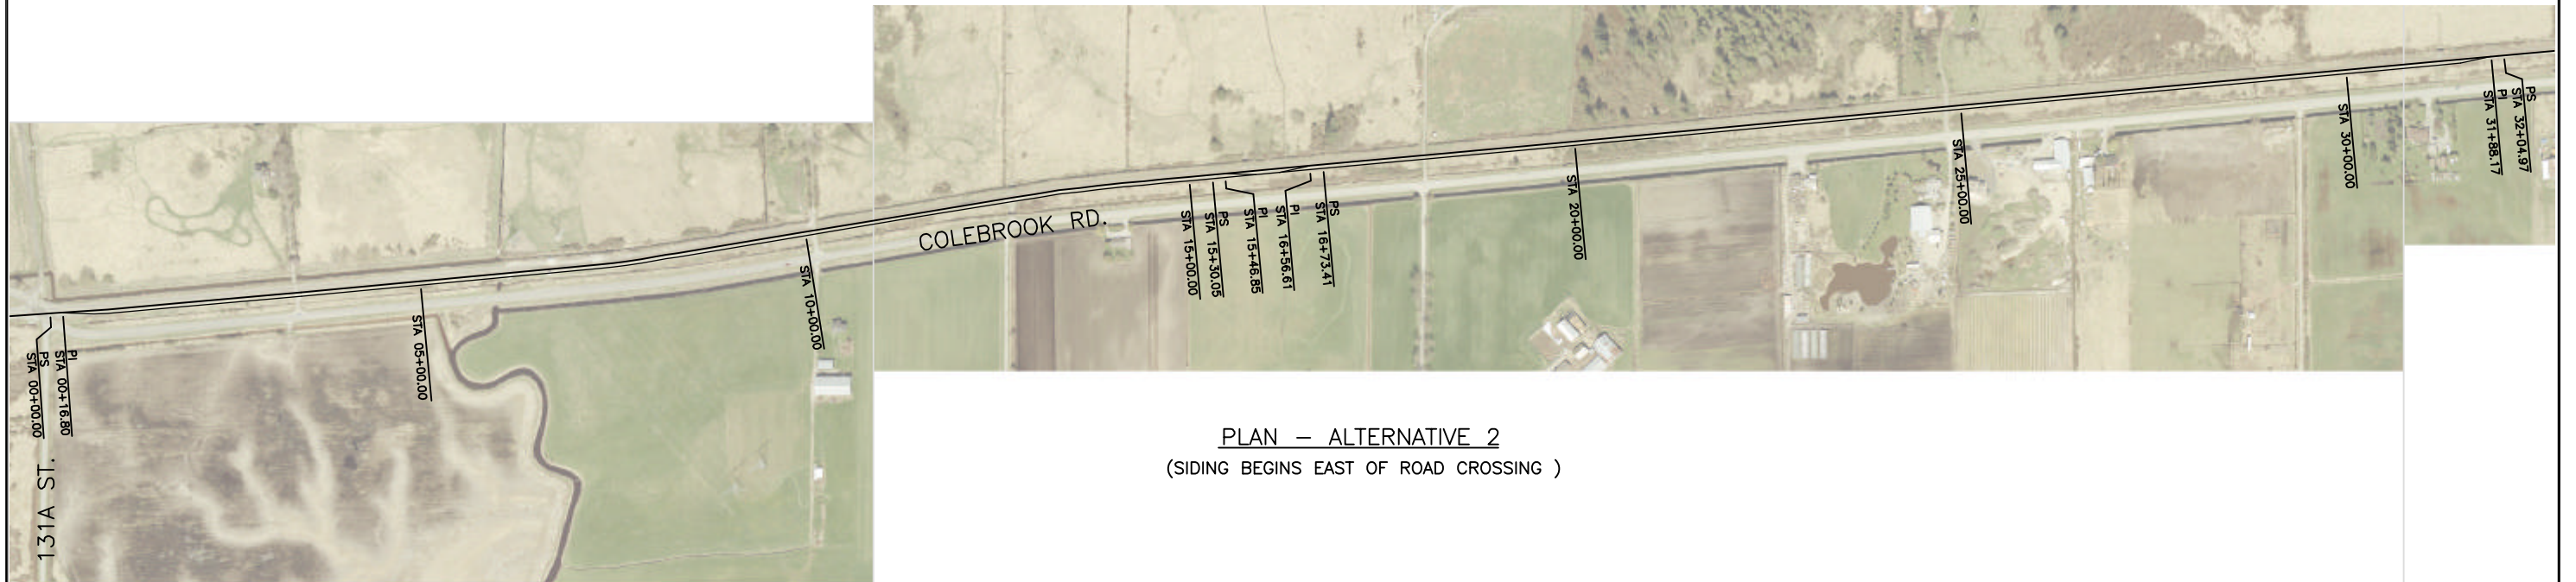 PS
STA 00+00.00
PI
STA 00+16.80
131A ST.
STA 05+00.00
STA 10+00.00
COLEBROOK RD.
STA 15+00.00
PS
STA 15+30.05
PI
STA 15+46.85
PI
STA 16+56.61
PS
STA 16+73.41
STA 20+00.00
STA 25+00.00
STA 30+00.00
PI
STA 31+88.17
PS
STA 32+04.97
PLAN - ALTERNATIVE 2
(SIDING BEGINS EAST OF ROAD CROSSING )